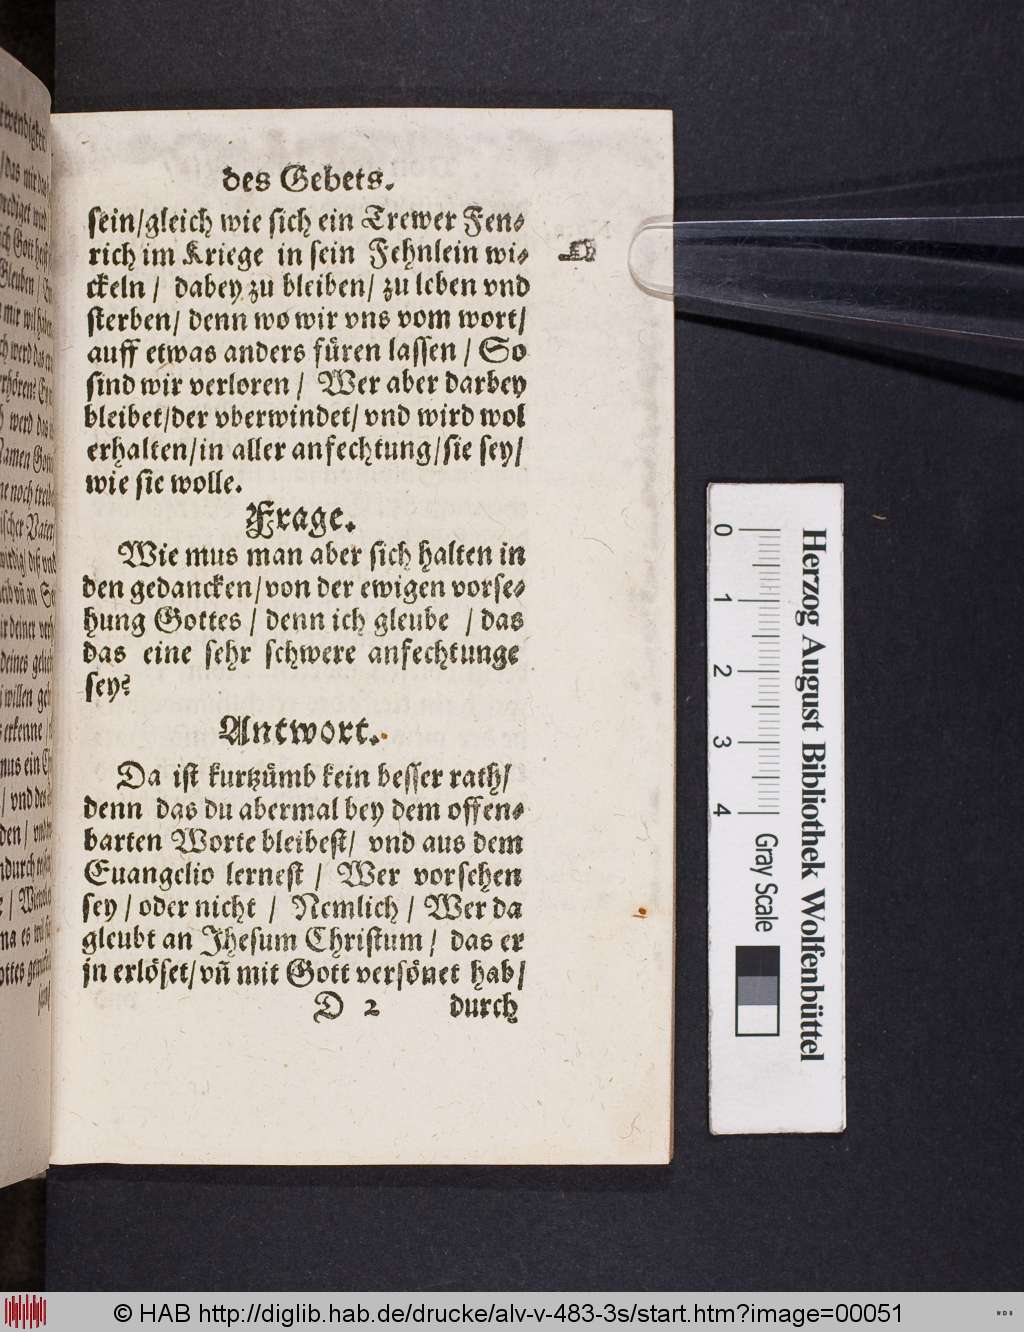 des Gebets.
sein/gleich wie sich ein Trewer Fen⸗
rich im Kriege in sein Fehnlein wi⸗
ckeln / dabey zu bleiben/ zu leben vnd
sterben/ denn wo wir vns vom wort/
auff etwas anders füren lassen / So
sind wir verloren / Wer aber darbey
bleibet/der vberwindet/ vnd wird wol
erhalten/in aller anfechtung/sie sey/
wie sie wolle.
Frage.
Wie mus man aber sich halten in
den gedancken/von der ewigen vorse⸗
hung Gottes / denn ich gleube / das
das eine sehr schwere anfechtunge
sey?
Antwort.
Da ist kurtzümb kein besser rath/
denn das du abermal bey dem offen⸗
barten Worte bleibest/ vnd aus dem
Euangelio lernest / Wer vorsehen
sey / oder nicht / Nemlich / Wer da
gleubt an Jhesum Christum / das er
jn erlöset/ vñ mit Gott versönet hab/
D 2 durch
0 1 2 3 4
Herzog August Bibliothek Wolfenbüttel
Gray Scale
© HAB http://diglib.hab.de/drucke/alv-v-483-3s/start.htm?image=00051